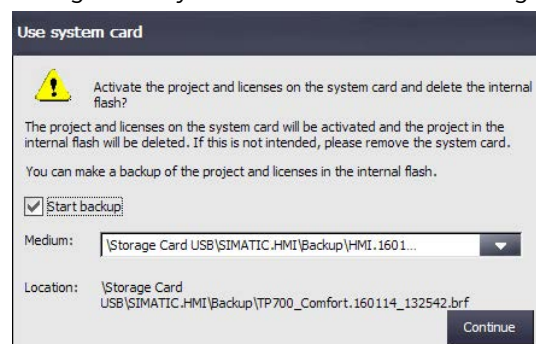 Use system card
Activate the project and licenses on the system card and delete the internal
flash?
The project and licenses on the system card will be activated and the project in the
internal flash will be deleted. If this is not intended, please remove the system card.
You can make a backup of the project and licenses in the internal flash.
Start backup
Medium: \Storage Card USB\SIMATIC.HMI\Backup\HMI.1601...
Location: \Storage Card
USB\SIMATIC.HMI\Backup\TP700_Comfort.160114_132542.brf
Continue